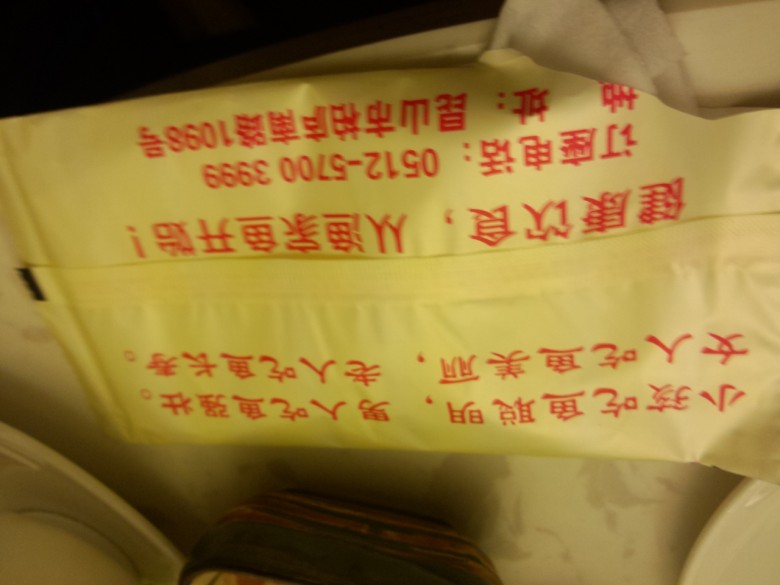 小孩吃鱼聪明，男人吃鱼强壮。
女人吃鱼美丽，老人吃鱼长寿。
健康饮食，从渔家鱼开始！
订座电话：0512-5700 3999
地 址：昆山市柏庐南路1098号